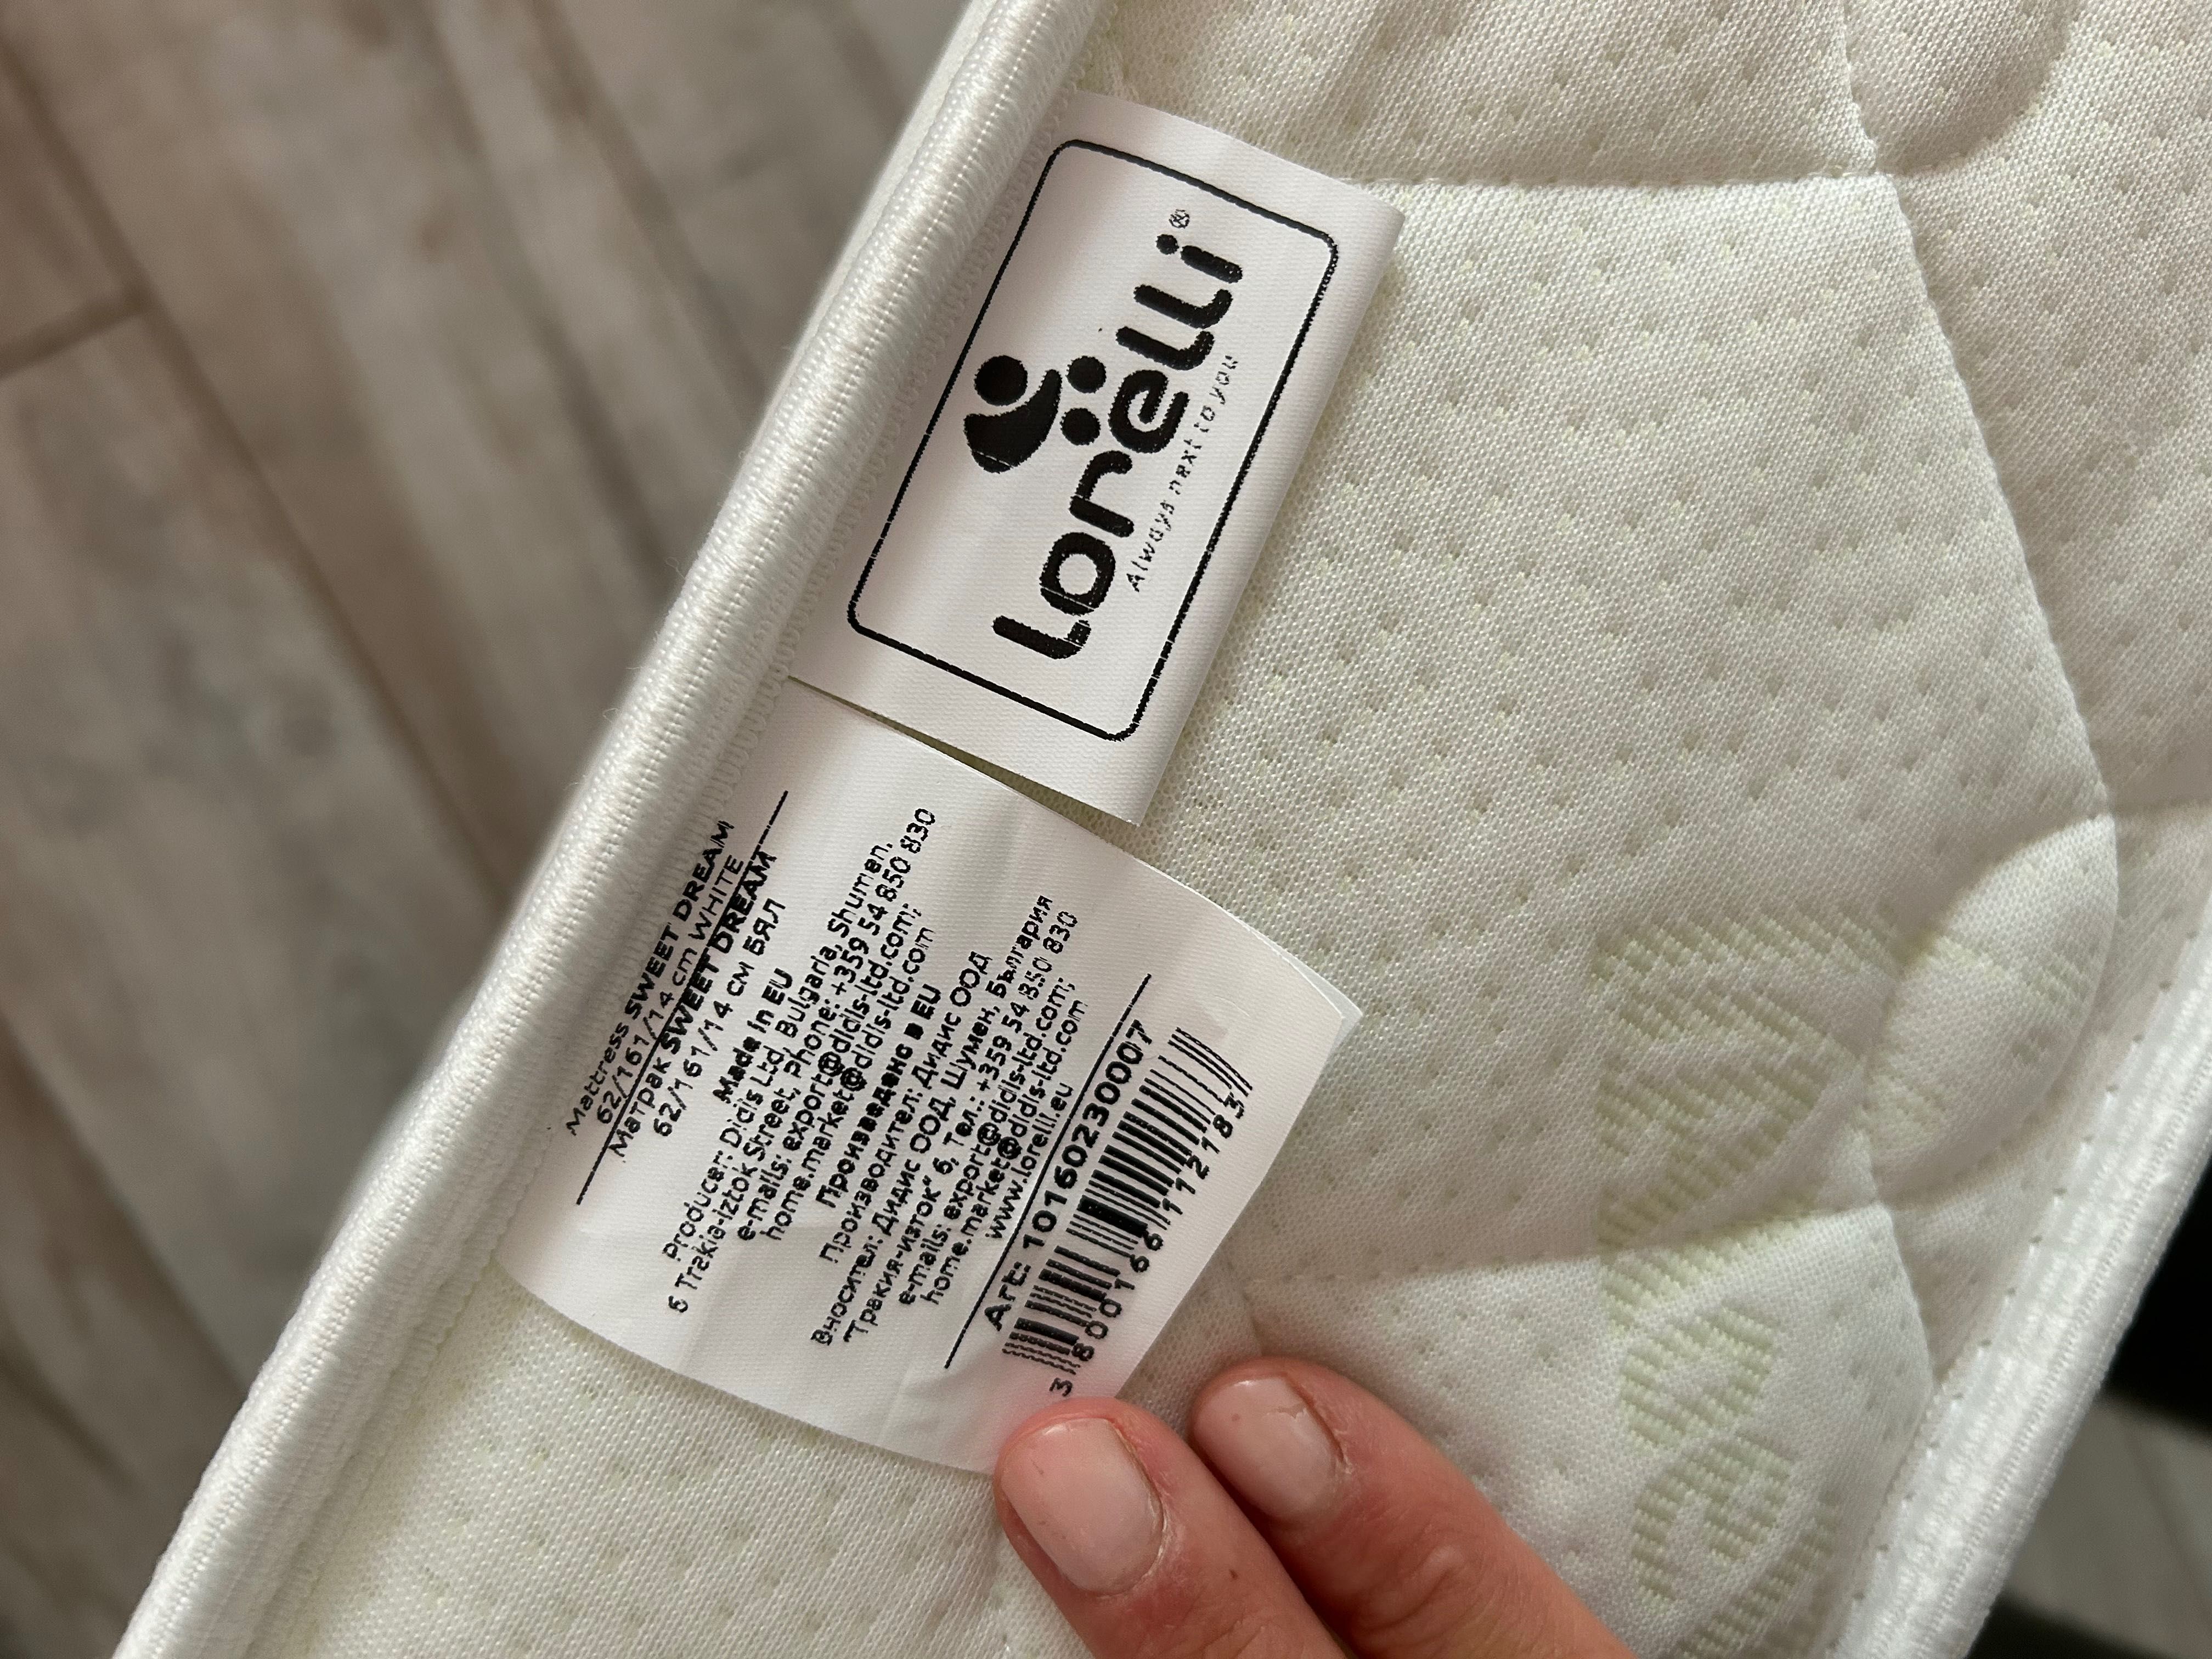 Lorelli®
Always next to you
Mattress SWEET DREAM
62/161/14 cm WHITE
Матрак SWEET DREAM
62/161/14 см БЯЛ
Made in EU
Producer: Didis Ltd, Bulgaria, Shumen,
6 Trakia-iztok Street, Phone: +359 54 850 830
e-mails: export@didis-ltd.com;
home.market@didis-ltd.com
Произведено в EU
Производител: Дидис ООД
Вносител: Дидис ООД, Шумен, България
"Тракия-изток" 6, Тел.: +359 54 850 830
e-mails: export@didis-ltd.com;
home.market@didis-ltd.com
www.lorelli.eu
Art: 10160230007
3 800166 112183